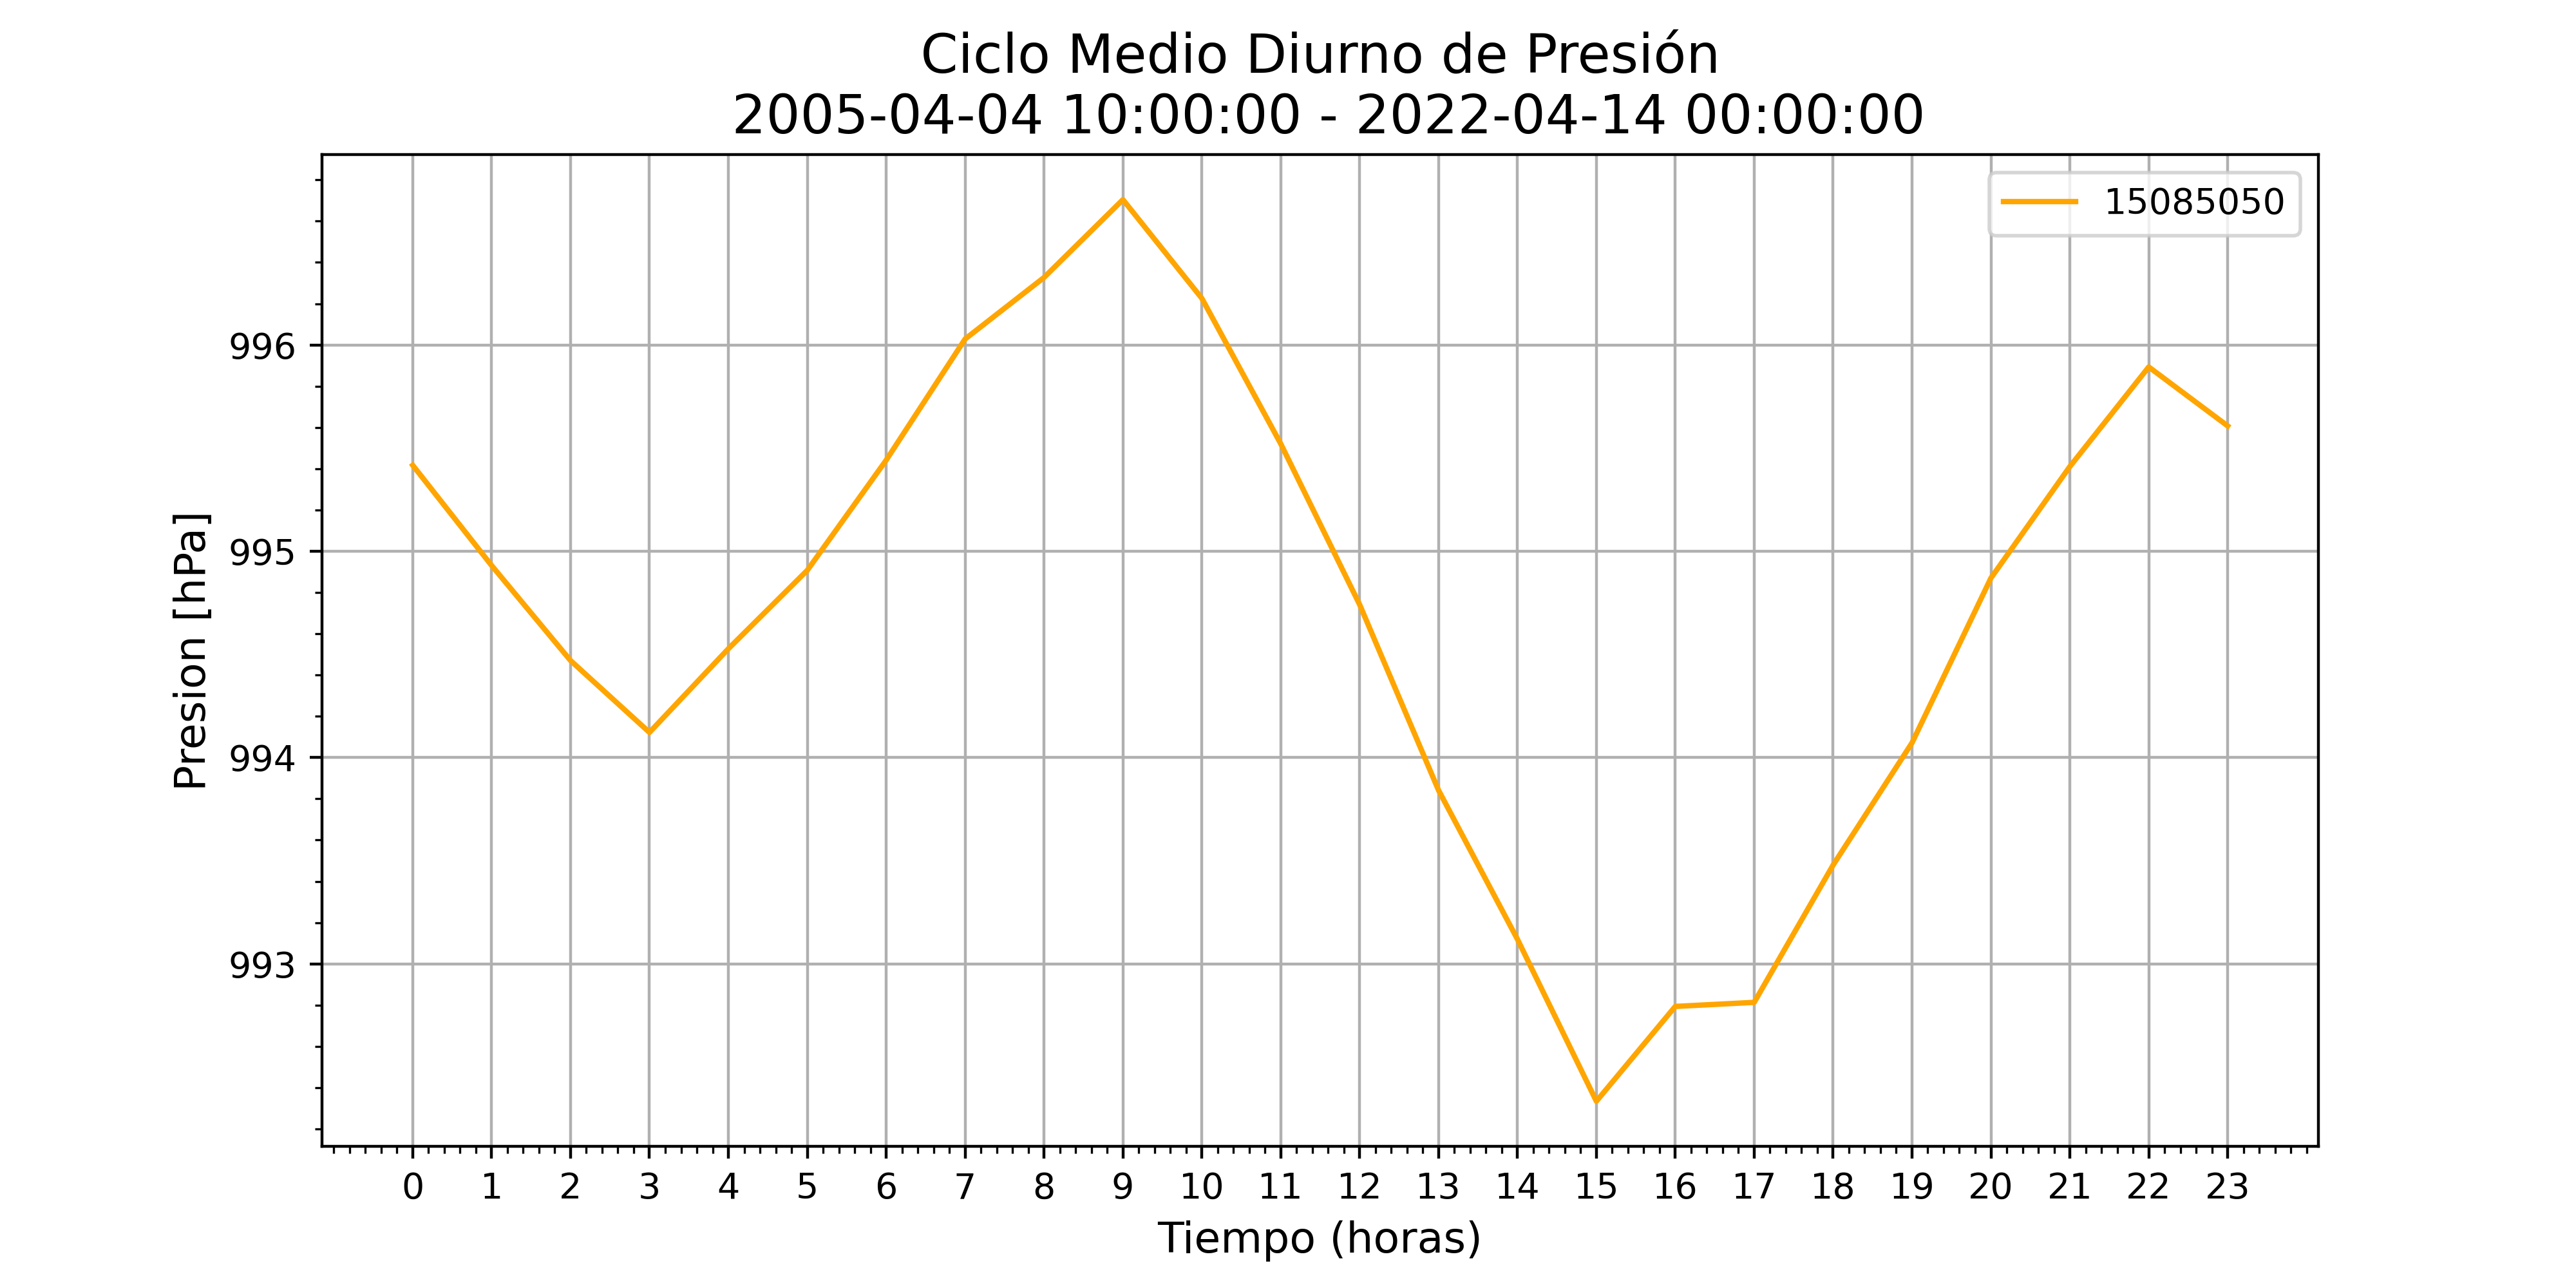 Ciclo Medio Diurno de Presión
2005-04-04 10:00:00 - 2022-04-14 00:00:00
15085050
Presion [hPa]
996
995
994
993
0 1 2 3 4 5 6 7 8 9 10 11 12 13 14 15 16 17 18 19 20 21 22 23
Tiempo (horas)